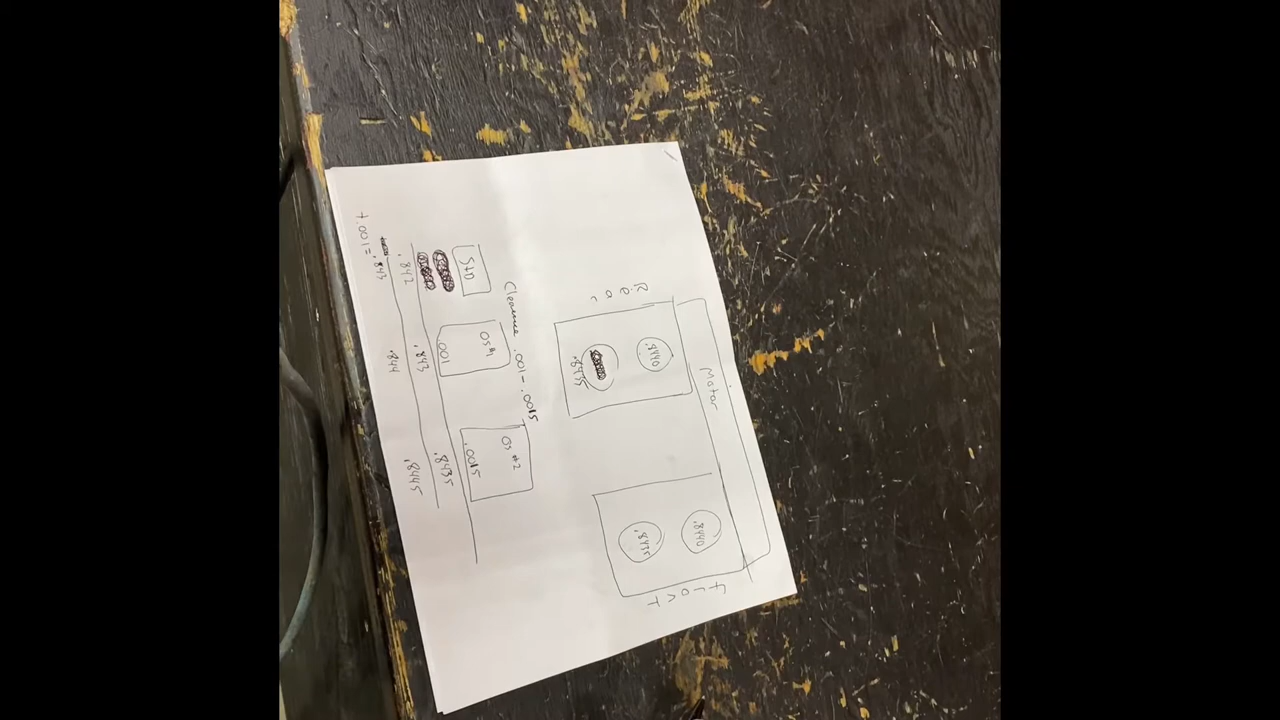 Motor
Rear
Front
.8440
.8440
.8435
.8435
Clearance .001 - .0015
STD
OS #1
OS #2
.001
.0015
.842
.843
.8435
+.001 = .843
.844
.8445